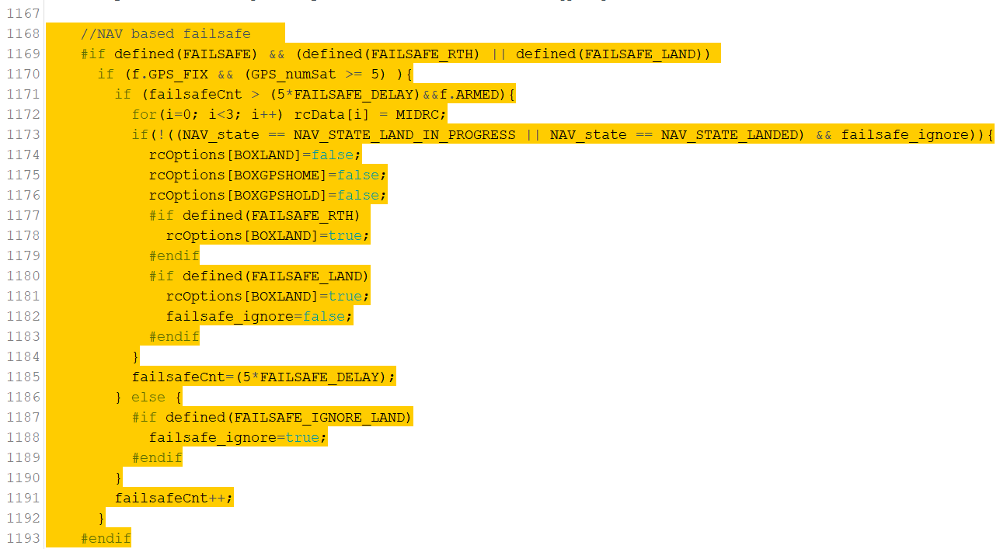 1167
1168 //NAV based failsafe
1169 #if defined(FAILSAFE) && (defined(FAILSAFE_RTH) || defined(FAILSAFE_LAND))
1170 if (f.GPS_FIX && (GPS_numSat >= 5) ){
1171 if (failsafeCnt > (5*FAILSAFE_DELAY)&&f.ARMED){
1172 for(i=0; i<3; i++) rcData[i] = MIDRC;
1173 if(!((NAV_state == NAV_STATE_LAND_IN_PROGRESS || NAV_state == NAV_STATE_LANDED) && failsafe_ignore)){
1174 rcOptions[BOXLAND]=false;
1175 rcOptions[BOXGPSHOME]=false;
1176 rcOptions[BOXGPSHOLD]=false;
1177 #if defined(FAILSAFE_RTH)
1178 rcOptions[BOXLAND]=true;
1179 #endif
1180 #if defined(FAILSAFE_LAND)
1181 rcOptions[BOXLAND]=true;
1182 failsafe_ignore=false;
1183 #endif
1184 }
1185 failsafeCnt=(5*FAILSAFE_DELAY);
1186 } else {
1187 #if defined(FAILSAFE_IGNORE_LAND)
1188 failsafe_ignore=true;
1189 #endif
1190 }
1191 failsafeCnt++;
1192 }
1193 #endif